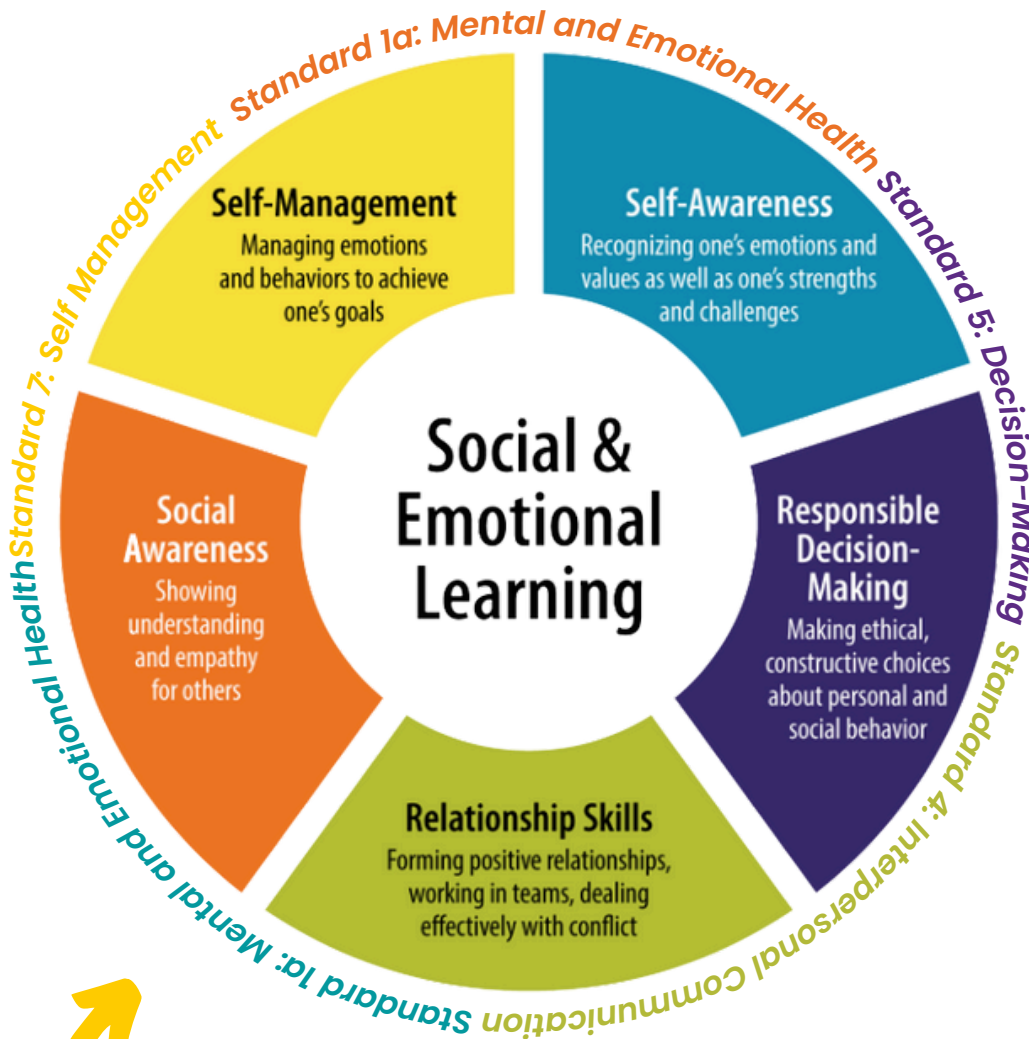 Standard 1a: Mental and Emotional Health
Standard 5: Decision-Making
Standard 4: Interpersonal Communication
Standard 1a: Mental and Emotional Health
Standard 7: Self Management
Self-Management
Managing emotions
and behaviors to achieve
one's goals
Self-Awareness
Recognizing one's emotions and
values as well as one's strengths
and challenges
Social &
Emotional
Learning
Social
Awareness
Showing
understanding
and empathy
for others
Responsible
Decision-
Making
Making ethical,
constructive choices
about personal and
social behavior
Relationship Skills
Forming positive relationships,
working in teams, dealing
effectively with conflict